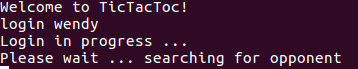 Welcome to TicTacToc!
login wendy
Login in progress ...
Please wait ... searching for opponent